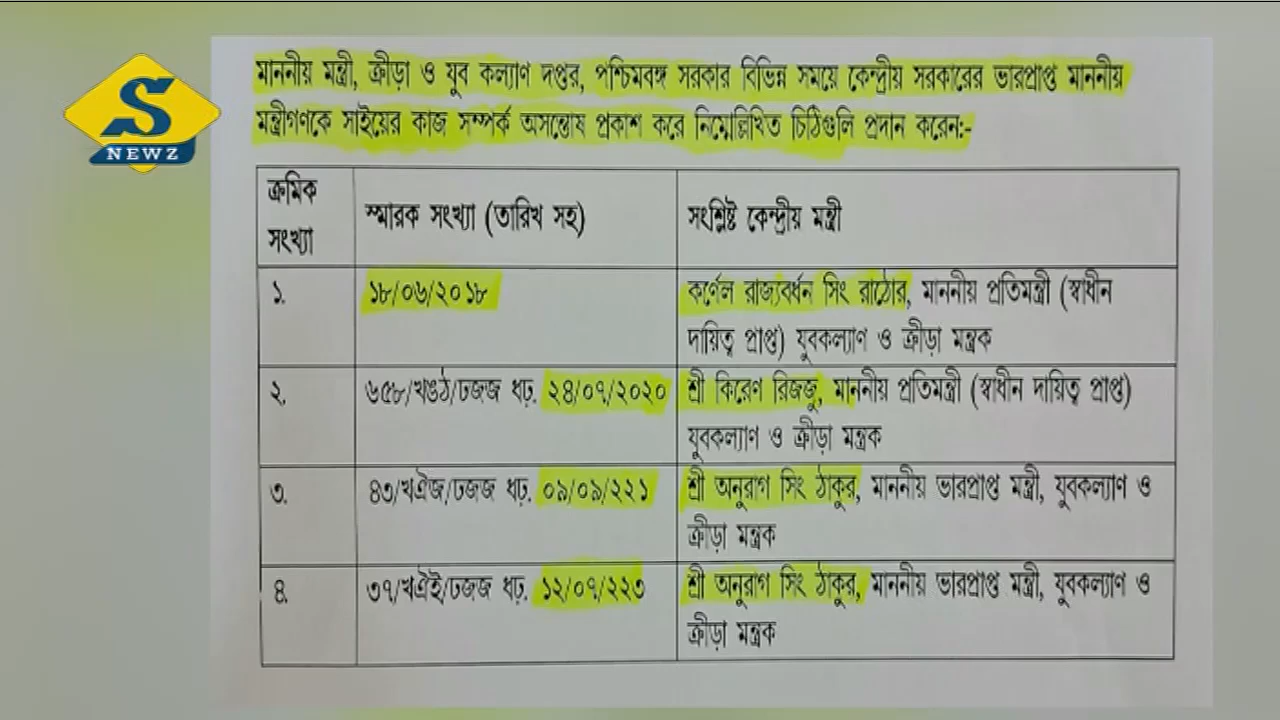 S
NEWZ
মাননীয় মন্ত্রী, ক্রীড়া ও যুব কল্যাণ দপ্তর, পশ্চিমবঙ্গ সরকার বিভিন্ন সময়ে কেন্দ্রীয় সরকারের ভারপ্রাপ্ত মাননীয়
মন্ত্রীগণকে সাইয়ের কাজ সম্পর্ক অসন্তোষ প্রকাশ করে নিম্নেল্লিখিত চিঠিগুলি প্রদান করেন:-
ক্রমিক
সংখ্যা
স্মারক সংখ্যা (তারিখ সহ)
সংশ্লিষ্ট কেন্দ্রীয় মন্ত্রী
১.
১৮/০৬/২০১৮
কর্ণেল রাজ্যবর্ধন সিং রাঠোর, মাননীয় প্রতিমন্ত্রী (স্বাধীন
দায়িত্ব প্রাপ্ত) যুবকল্যাণ ও ক্রীড়া মন্ত্রক
২.
৬৫৮/খঙঠ/ঢজজ ধঢ়. ২৪/০৭/২০২০
শ্রী কিরেণ রিজজু, মাননীয় প্রতিমন্ত্রী (স্বাধীন দায়িত্ব প্রাপ্ত)
যুবকল্যাণ ও ক্রীড়া মন্ত্রক
৩.
৪৩/খঐজ/ঢজজ ধঢ়. ০৯/০৯/২২১
শ্রী অনুরাগ সিং ঠাকুর, মাননীয় ভারপ্রাপ্ত মন্ত্রী, যুবকল্যাণ ও
ক্রীড়া মন্ত্রক
৪.
৩৭/খঐই/ঢজজ ধঢ়. ১২/০৭/২২৩
শ্রী অনুরাগ সিং ঠাকুর, মাননীয় ভারপ্রাপ্ত মন্ত্রী, যুবকল্যাণ ও
ক্রীড়া মন্ত্রক